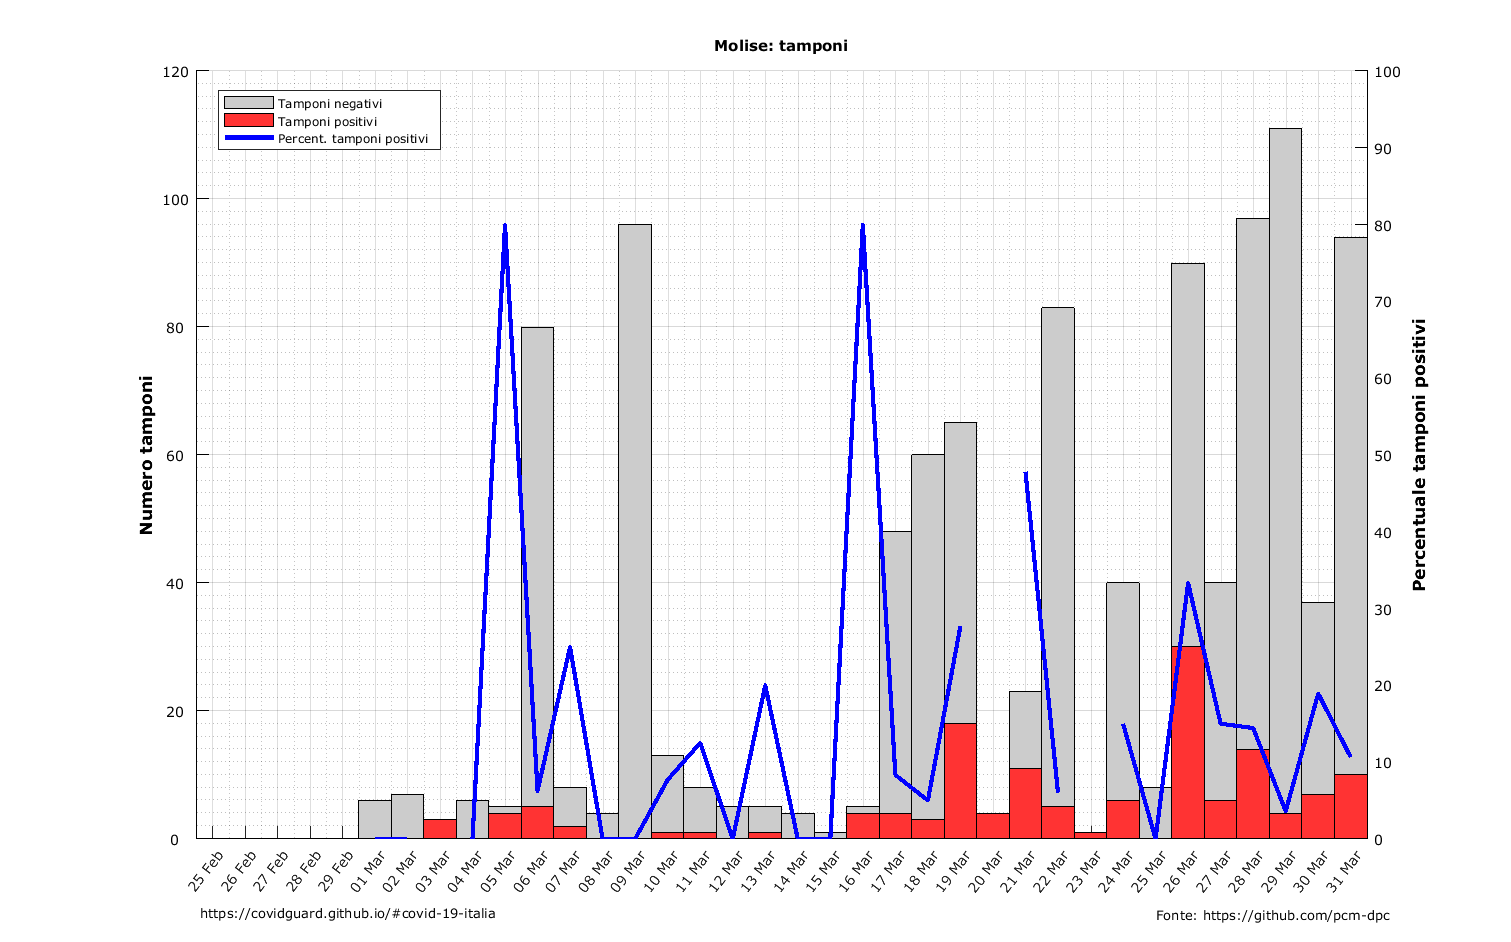 Molise: tamponi
120
100
80
60
40
20
0
Numero tamponi
Tamponi negativi
Tamponi positivi
Percent. tamponi positivi
100
90
80
70
60
50
40
30
20
10
0
Percentuale tamponi positivi
25 Feb
26 Feb
27 Feb
28 Feb
29 Feb
01 Mar
02 Mar
03 Mar
04 Mar
05 Mar
06 Mar
07 Mar
08 Mar
09 Mar
10 Mar
11 Mar
12 Mar
13 Mar
14 Mar
15 Mar
16 Mar
17 Mar
18 Mar
19 Mar
20 Mar
21 Mar
22 Mar
23 Mar
24 Mar
25 Mar
26 Mar
27 Mar
28 Mar
29 Mar
30 Mar
31 Mar
https://covidguard.github.io/#covid-19-italia
Fonte: https://github.com/pcm-dpc